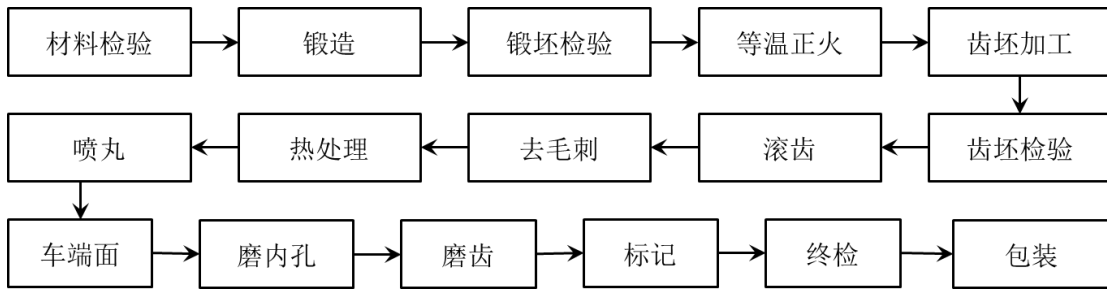 材料检验 锻造 锻坯检验 等温正火 齿坯加工
喷丸 热处理 去毛刺 滚齿 齿坯检验
车端面 磨内孔 磨齿 标记 终检 包装